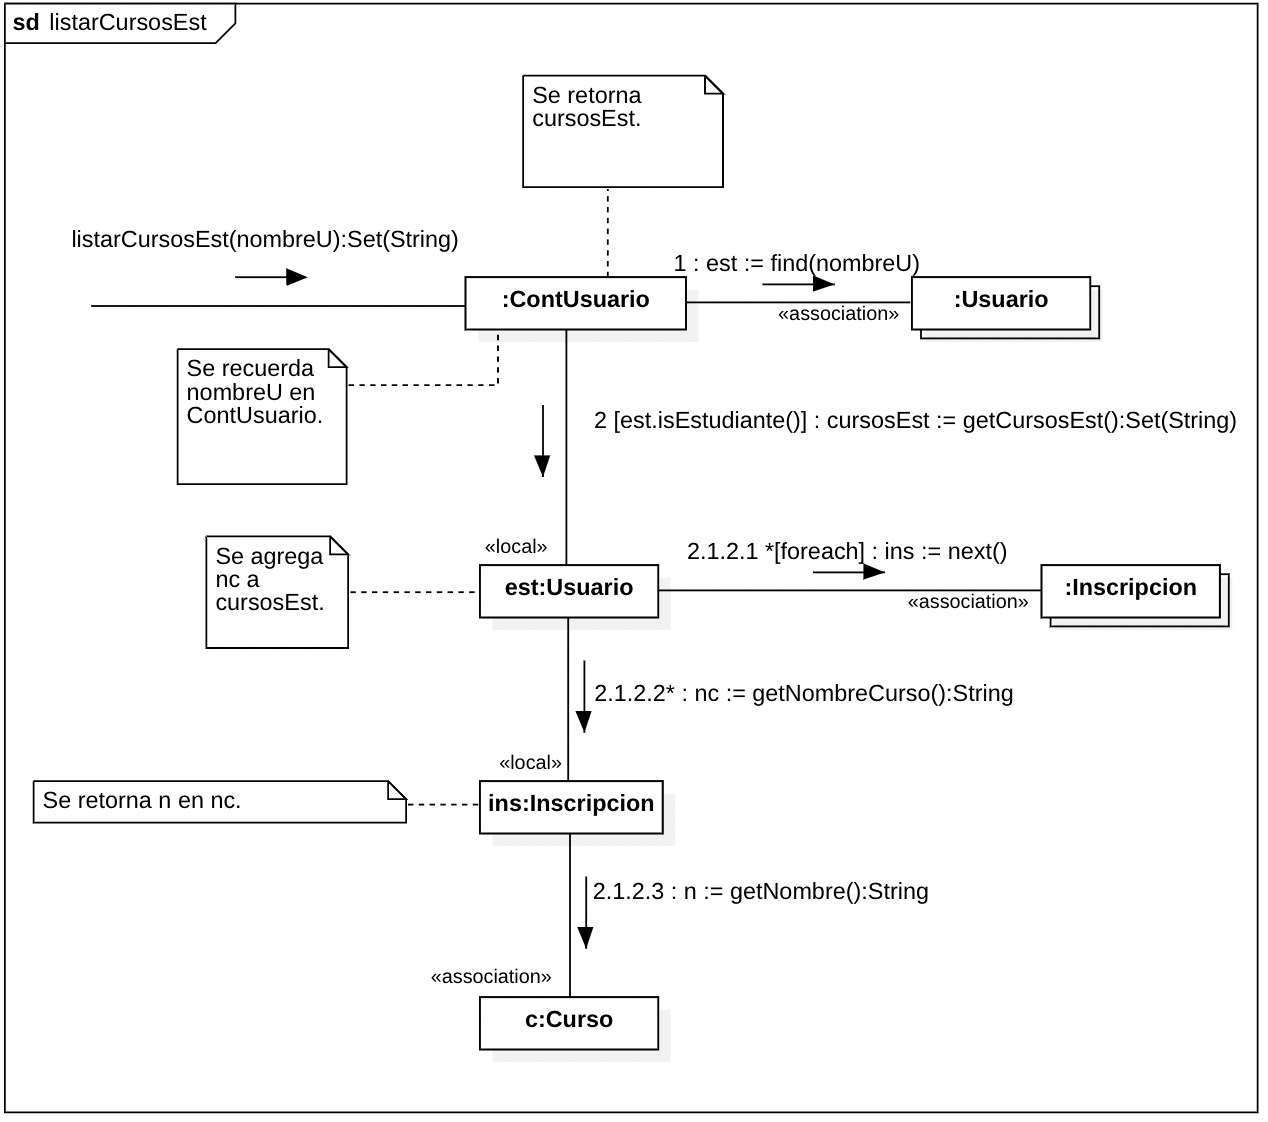 sd listarCursosEst
Se retorna
cursosEst.
listarCursosEst(nombreU):Set(String)
1 : est := find(nombreU)
:ContUsuario
:Usuario
«association»
Se recuerda
nombreU en
ContUsuario.
2 [est.isEstudiante()] : cursosEst := getCursosEst():Set(String)
«local»
Se agrega
nc a
cursosEst.
2.1.2.1 *[foreach] : ins := next()
est:Usuario
:Inscripcion
«association»
2.1.2.2* : nc := getNombreCurso():String
«local»
Se retorna n en nc.
ins:Inscripcion
2.1.2.3 : n := getNombre():String
«association»
c:Curso